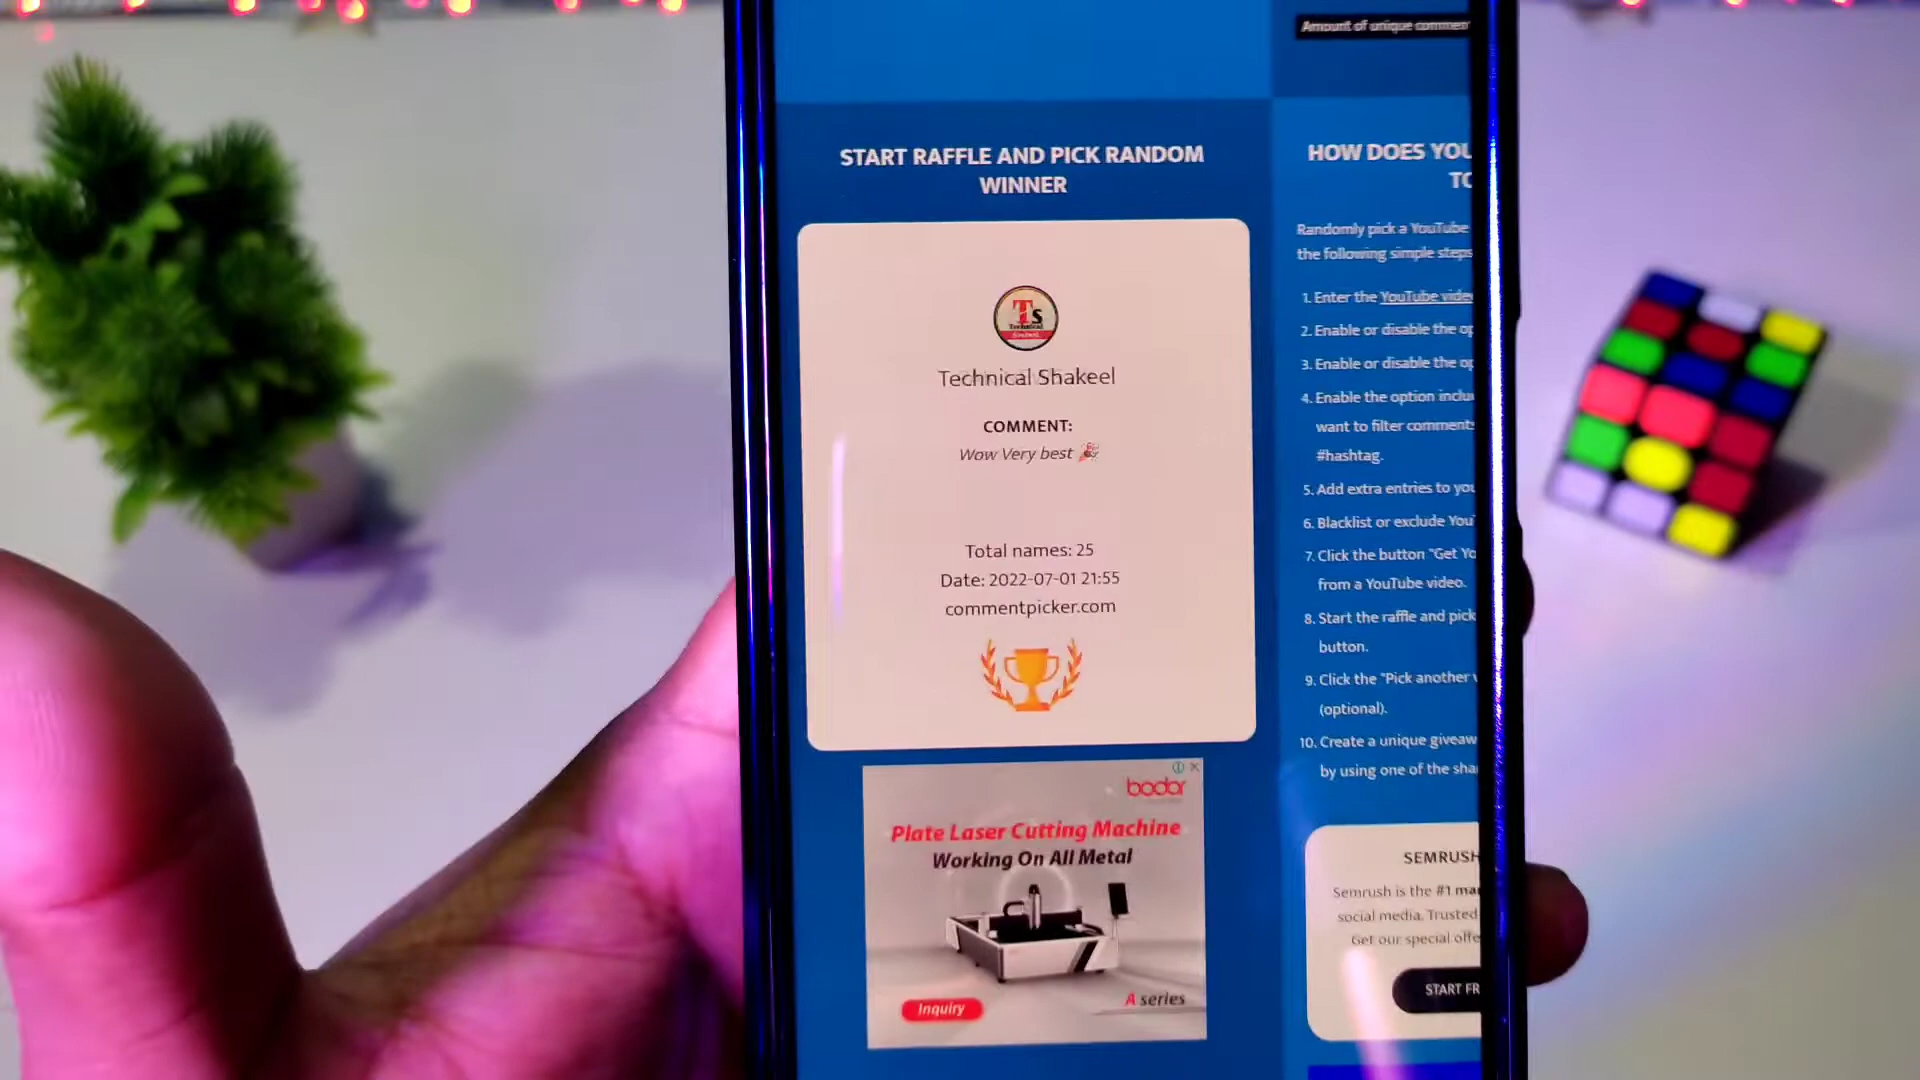 Amount of unique commen
START RAFFLE AND PICK RANDOM
WINNER
Ts
Technical
Technical Shakeel
COMMENT:
Wow Very best 🎉
Total names: 25
Date: 2022-07-01 21:55
commentpicker.com
bodor
Plate Laser Cutting Machine
Working On All Metal
Inquiry
A series
HOW DOES YOU
TO
Randomly pick a YouTube
the following simple steps
1. Enter the YouTube video
2. Enable or disable the op
3. Enable or disable the op
4. Enable the option inclu
want to filter comments
#hashtag.
5. Add extra entries to you
6. Blacklist or exclude You
7. Click the button "Get Yo
from a YouTube video.
8. Start the raffle and pick
button.
9. Click the "Pick another
(optional).
10. Create a unique giveaw
by using one of the sha
SEMRUSH
Semrush is the #1 ma
social media. Trusted
Get our special offe
START FR